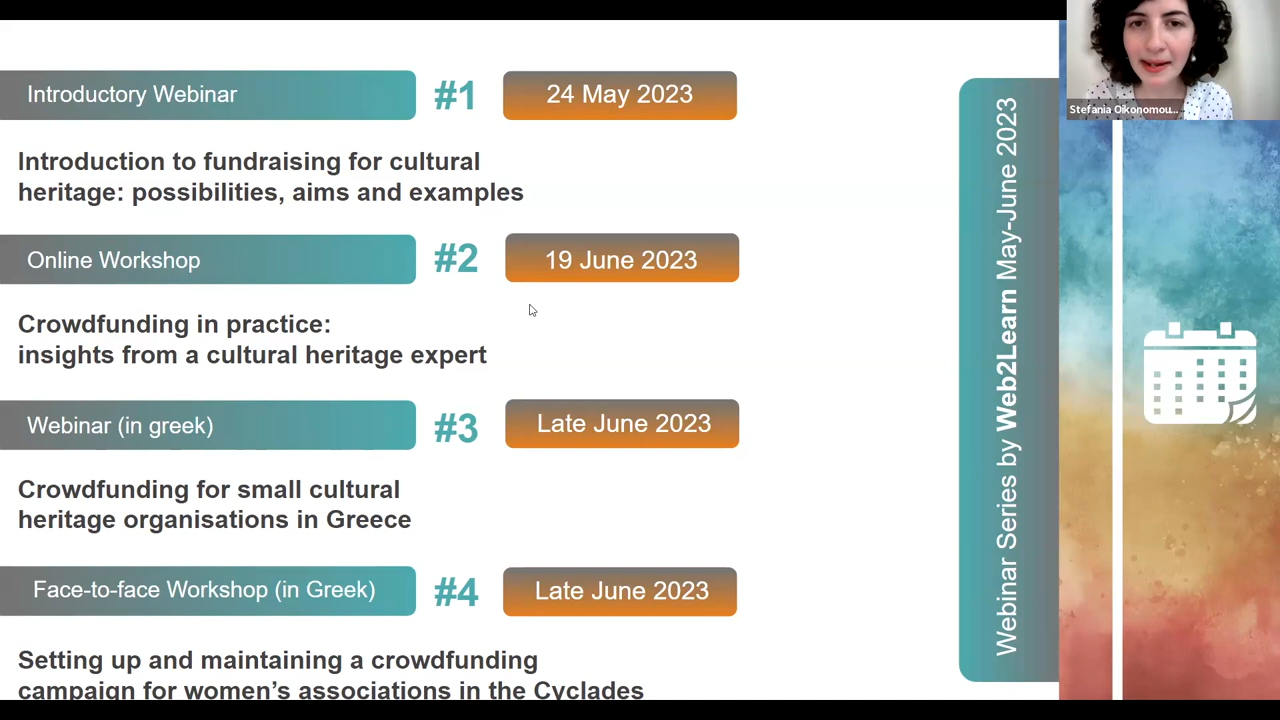 Introductory Webinar
#1
24 May 2023
Introduction to fundraising for cultural
heritage: possibilities, aims and examples
Online Workshop
#2
19 June 2023
Crowdfunding in practice:
insights from a cultural heritage expert
Webinar (in greek)
#3
Late June 2023
Crowdfunding for small cultural
heritage organisations in Greece
Face-to-face Workshop (in Greek)
#4
Late June 2023
Setting up and maintaining a crowdfunding
campaign for women's associations in the Cyclades
Webinar Series by Web2Learn May-June 2023
Stefania Oikonomou...